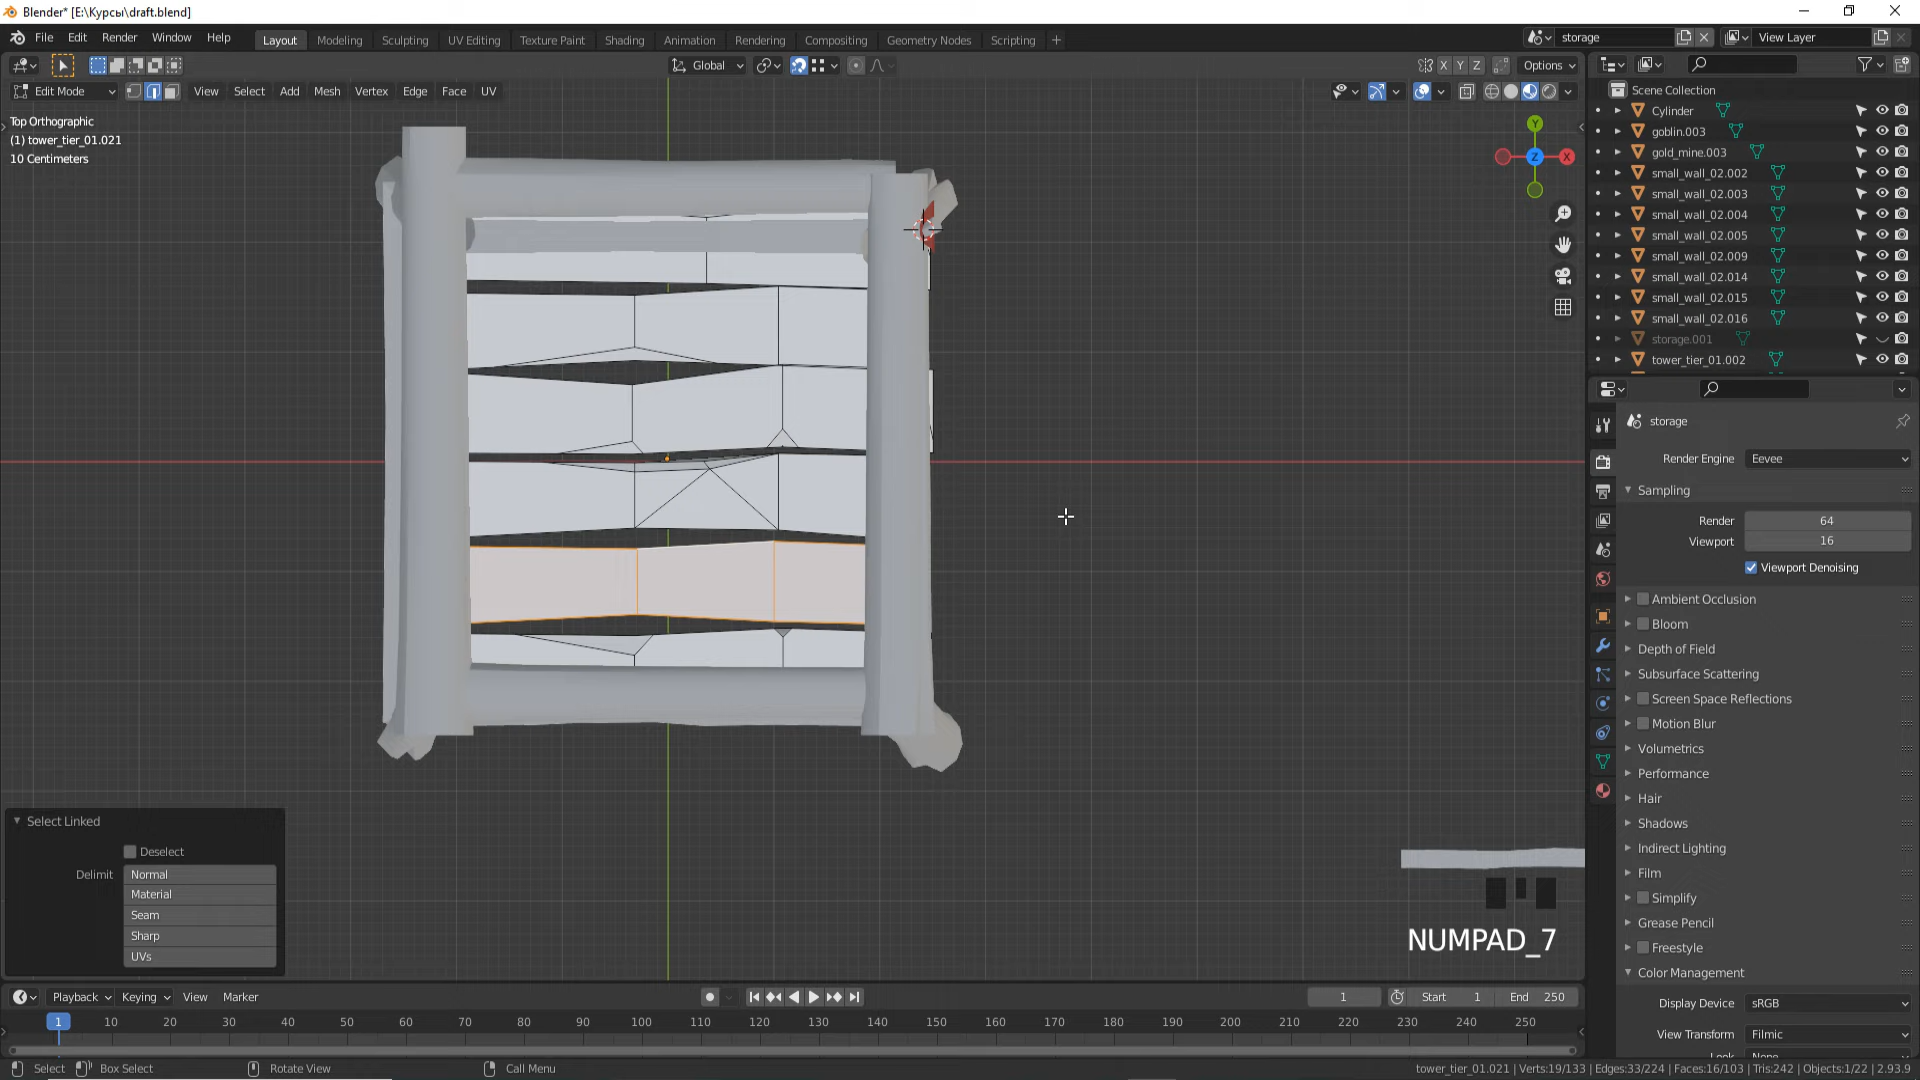 Blender* [E:\Курсы\draft.blend]
File Edit Render Window Help
Layout Modeling Sculpting UV Editing Texture Paint Shading Animation Rendering Compositing Geometry Nodes Scripting +
storage
View Layer
Global
X Y Z
Options
Edit Mode
View Select Add Mesh Vertex Edge Face UV
Top Orthographic
(1) tower_tier_01.021
10 Centimeters
Y
X
Z
Scene Collection
Cylinder
goblin.003
gold_mine.003
small_wall_02.002
small_wall_02.003
small_wall_02.004
small_wall_02.005
small_wall_02.009
small_wall_02.014
small_wall_02.015
small_wall_02.016
storage.001
tower_tier_01.002
storage
Render Engine Eevee
Sampling
Render 64
Viewport 16
Viewport Denoising
Ambient Occlusion
Bloom
Depth of Field
Subsurface Scattering
Screen Space Reflections
Motion Blur
Volumetrics
Performance
Hair
Shadows
Indirect Lighting
Film
Simplify
Grease Pencil
Freestyle
Color Management
Display Device sRGB
View Transform Filmic
Select Linked
Deselect
Delimit Normal
Material
Seam
Sharp
UVs
NUMPAD_7
Playback Keying View Marker
1
Start 1 End 250
1 10 20 30 40 50 60 70 80 90 100 110 120 130 140 150 160 170 180 190 200 210 220 230 240 250
Select Box Select Rotate View Call Menu
tower_tier_01.021 | Verts:19/133 | Edges:33/224 | Faces:16/103 | Tris:242 | Objects:1/22 | 2.93.9